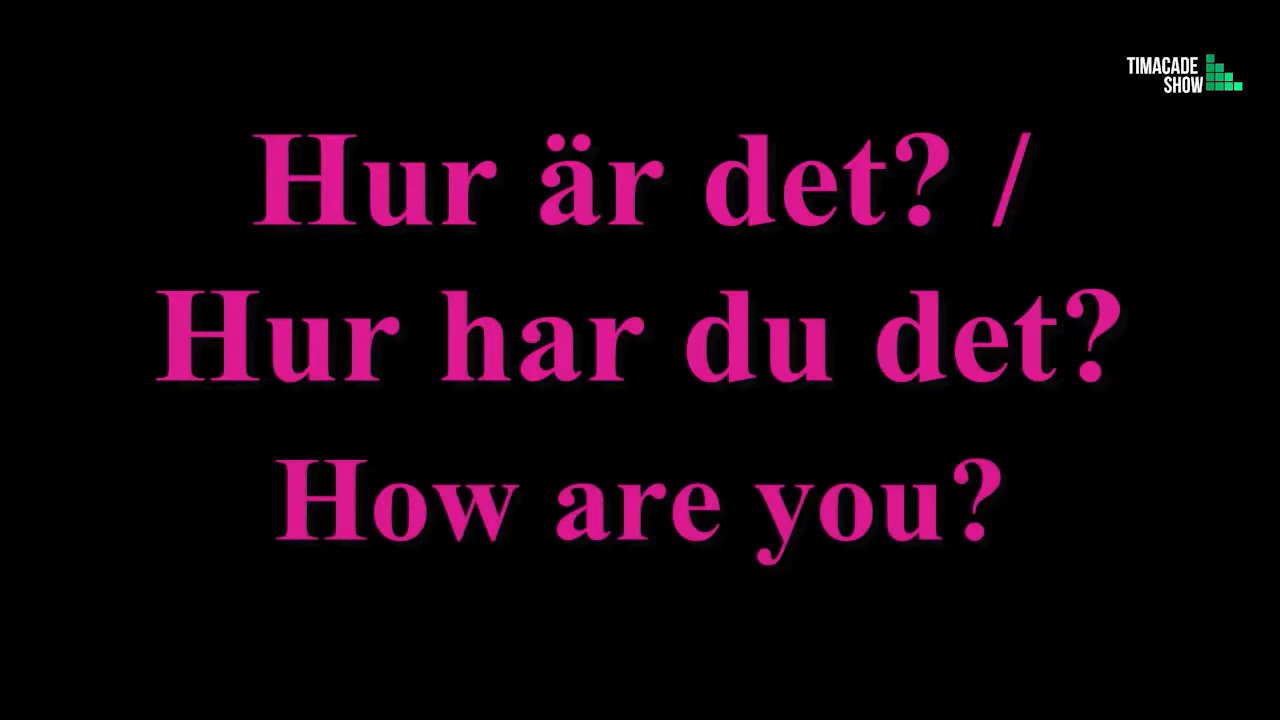 TIMACADE
SHOW
Hur är det? /
Hur har du det?
How are you?